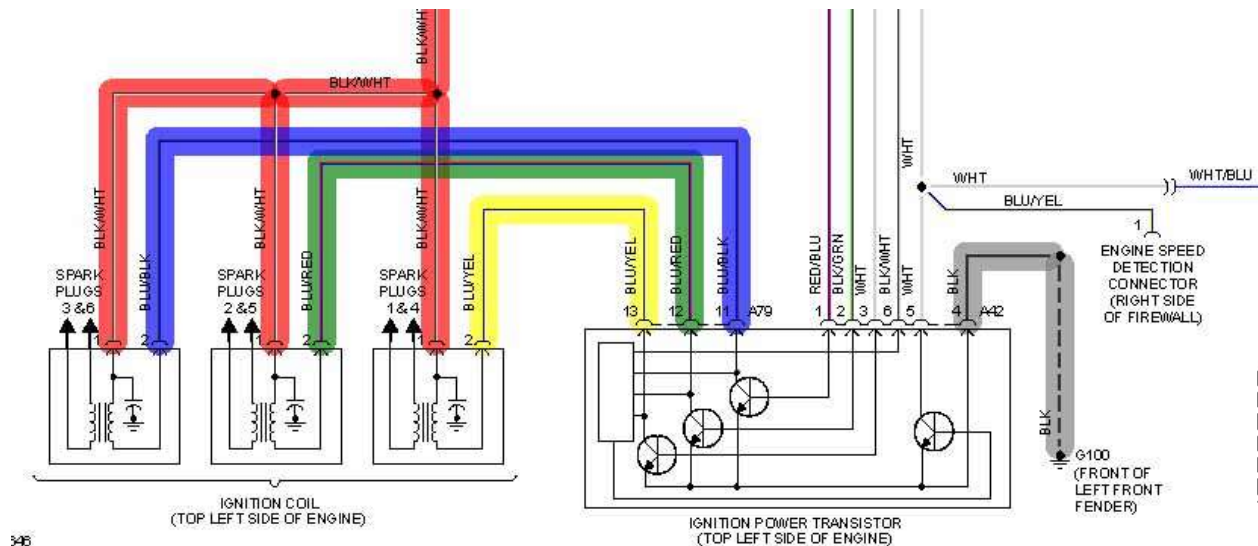 BLK/WHT
BLK/WHT
BLK/WHT
BLU/BLK
BLK/WHT
BLU/RED
BLK/WHT
BLU/YEL
BLU/YEL
BLU/RED
BLU/BLK
RED/BLU
BLK/GRN
WHT
BLK/WHT
WHT
WHT
BLK
WHT
WHT/BLU
BLU/YEL
1
ENGINE SPEED
DETECTION
CONNECTOR
(RIGHT SIDE
OF FIREWALL)
SPARK
PLUGS
3 & 6
SPARK
PLUGS
2 & 5
SPARK
PLUGS
1 & 4
1 2
1 2
1 2
13 12 11 A79 1 2 3 6 5 4 A42
BLK
G100
(FRONT OF
LEFT FRONT
FENDER)
IGNITION COIL
(TOP LEFT SIDE OF ENGINE)
IGNITION POWER TRANSISTOR
(TOP LEFT SIDE OF ENGINE)